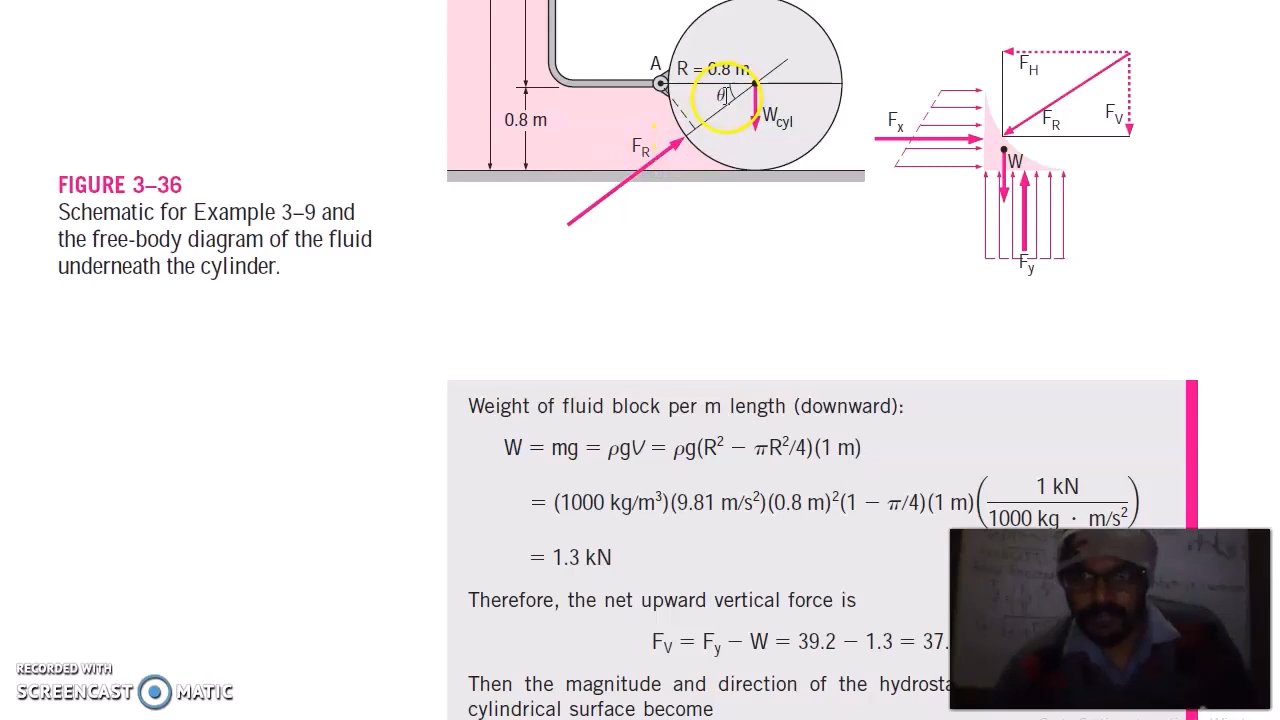 A
R = 0.8 m
θ
0.8 m
W_cyl
F_R
F_H
F_x
F_R
F_V
W
F_y
FIGURE 3–36
Schematic for Example 3–9 and
the free-body diagram of the fluid
underneath the cylinder.
Weight of fluid block per m length (downward):
W = mg = ρgV = ρg(R² − πR²/4)(1 m)
= (1000 kg/m³)(9.81 m/s²)(0.8 m)²(1 − π/4)(1 m)(1 kN / 1000 kg · m/s²)
= 1.3 kN
Therefore, the net upward vertical force is
F_V = F_y − W = 39.2 − 1.3 = 37.
Then the magnitude and direction of the
cylindrical surface become
RECORDED WITH
SCREENCAST MATIC